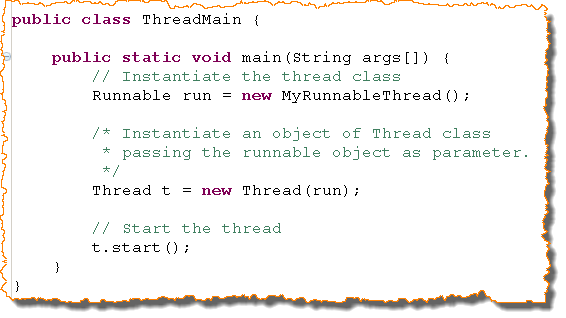 public class ThreadMain {
public static void main(String args[]) {
// Instantiate the thread class
Runnable run = new MyRunnableThread();
/* Instantiate an object of Thread class
* passing the runnable object as parameter.
*/
Thread t = new Thread(run);
// Start the thread
t.start();
}
}